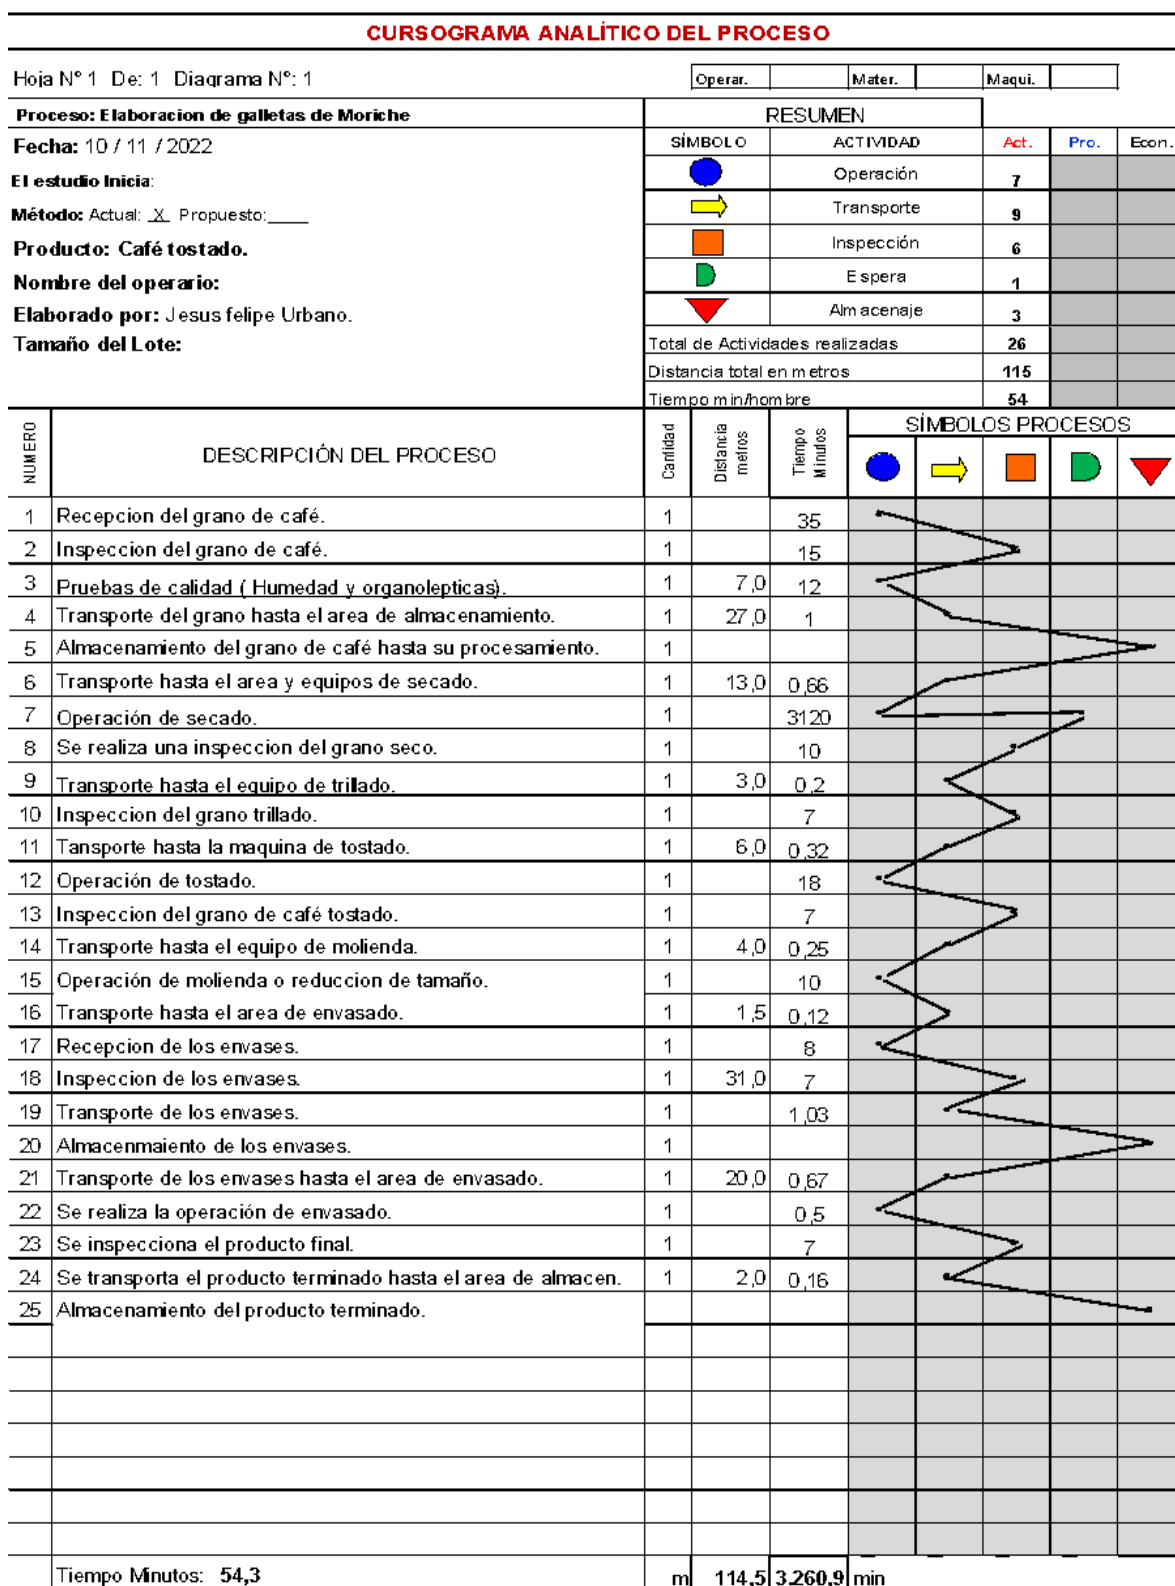 CURSOGRAMA ANALÍTICO DEL PROCESO
Hoja N° 1 De: 1 Diagrama N°: 1 Operar. Mater. Maqui.
Proceso: Elaboracion de galletas de Moriche RESUMEN
Fecha: 10 / 11 / 2022 SÍMBOLO ACTIVIDAD Act. Pro. Econ.
El estudio Inicia: Operación 7
Método: Actual: X Propuesto:____ Transporte 9
Producto: Café tostado. Inspección 6
Nombre del operario: Espera 1
Elaborado por: Jesus felipe Urbano. Almacenaje 3
Tamaño del Lote: Total de Actividades realizadas 26
Distancia total en metros 115
Tiempo min/hombre 54
NUMERO DESCRIPCIÓN DEL PROCESO Cantidad Distancia metros Tiempo Minutos SÍMBOLOS PROCESOS
1 Recepcion del grano de café. 1 35
2 Inspeccion del grano de café. 1 15
3 Pruebas de calidad ( Humedad y organolepticas). 1 7,0 12
4 Transporte del grano hasta el area de almacenamiento. 1 27,0 1
5 Almacenamiento del grano de café hasta su procesamiento. 1
6 Transporte hasta el area y equipos de secado. 1 13,0 0,66
7 Operación de secado. 1 3120
8 Se realiza una inspeccion del grano seco. 1 10
9 Transporte hasta el equipo de trillado. 1 3,0 0,2
10 Inspeccion del grano trillado. 1 7
11 Tansporte hasta la maquina de tostado. 1 6,0 0,32
12 Operación de tostado. 1 18
13 Inspeccion del grano de café tostado. 1 7
14 Transporte hasta el equipo de molienda. 1 4,0 0,25
15 Operación de molienda o reduccion de tamaño. 1 10
16 Transporte hasta el area de envasado. 1 1,5 0,12
17 Recepcion de los envases. 1 8
18 Inspeccion de los envases. 1 31,0 7
19 Transporte de los envases. 1 1,03
20 Almacenmaiento de los envases. 1
21 Transporte de los envases hasta el area de envasado. 1 20,0 0,67
22 Se realiza la operación de envasado. 1 0,5
23 Se inspecciona el producto final. 1 7
24 Se transporta el producto terminado hasta el area de almacen. 1 2,0 0,16
25 Almacenamiento del producto terminado.
Tiempo Minutos: 54,3 m 114,5 3.260,9 min